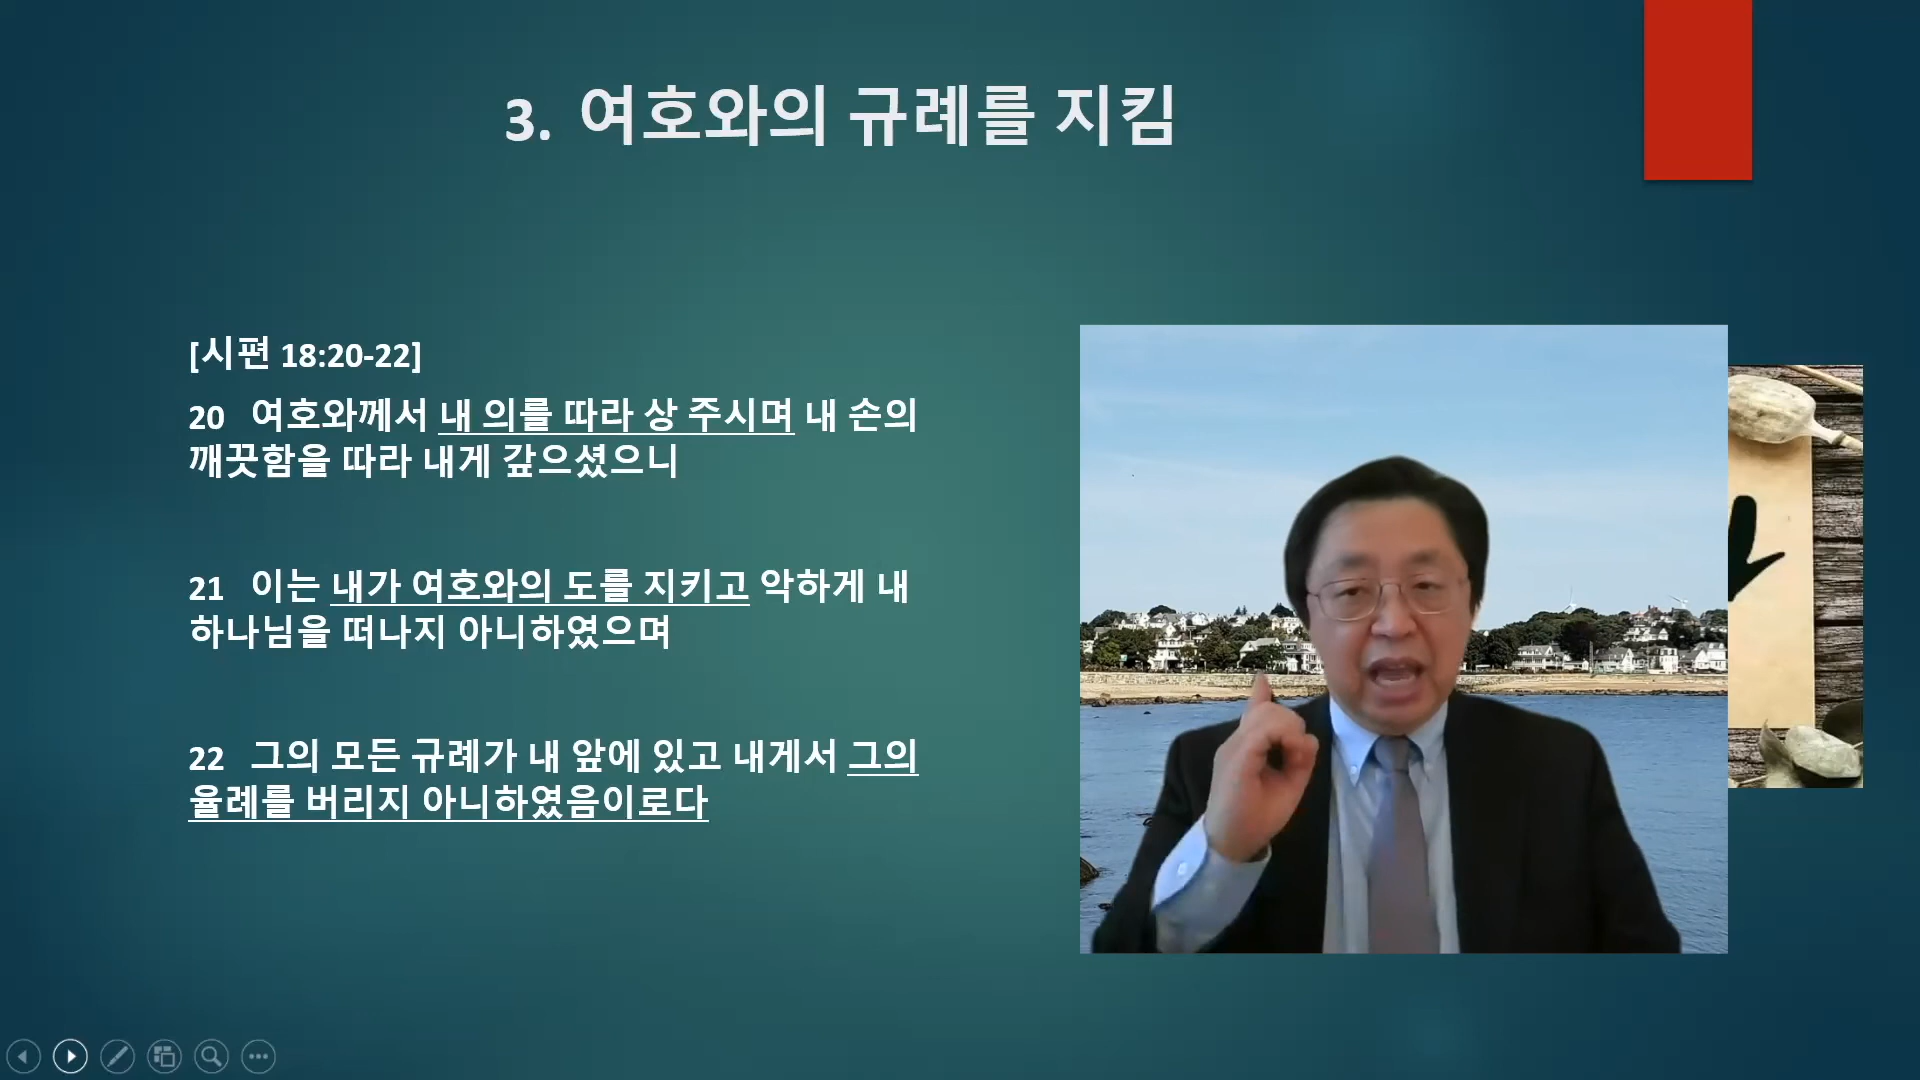 3. 여호와의 규례를 지킴
[시편 18:20-22]
20 여호와께서 내 의를 따라 상 주시며 내 손의
깨끗함을 따라 내게 갚으셨으니
21 이는 내가 여호와의 도를 지키고 악하게 내
하나님을 떠나지 아니하였으며
22 그의 모든 규례가 내 앞에 있고 내게서 그의
율례를 버리지 아니하였음이로다